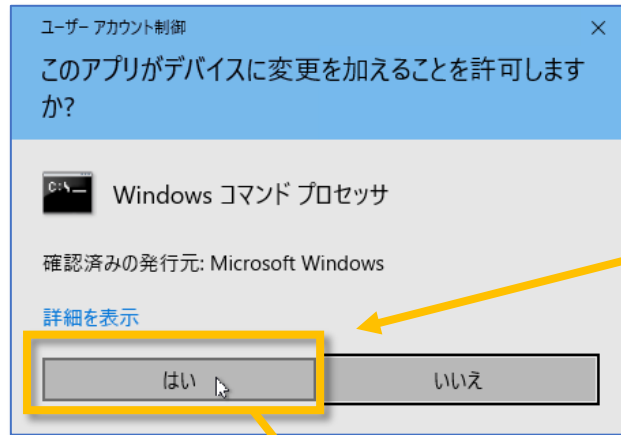 ユーザー アカウント制御
このアプリがデバイスに変更を加えることを許可します
か?
C:\_
Windows コマンド プロセッサ
確認済みの発行元: Microsoft Windows
詳細を表示
はい
いいえ